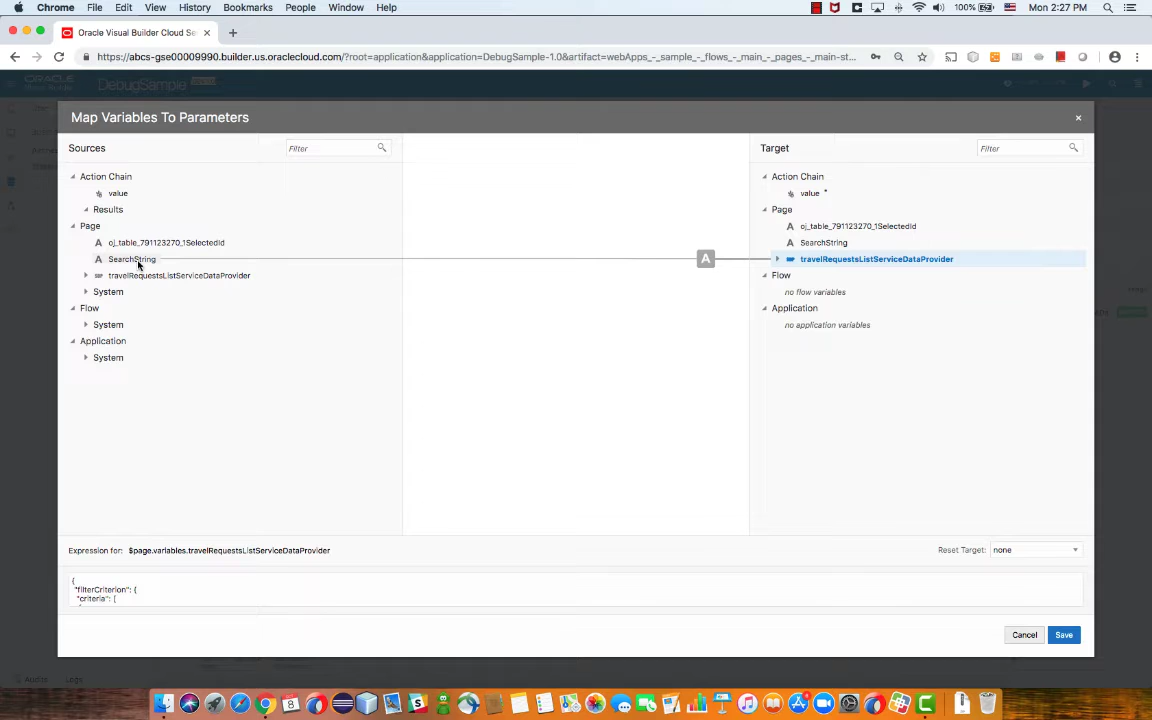 Chrome File Edit View History Bookmarks People Window Help
100% Mon 2:27 PM
Oracle Visual Builder Cloud Se
https://abcs-gse00009990.builder.us.oraclecloud.com/?root=application&application=DebugSample-1.0&artifact=webApps_-_sample_-_flows_-_main_-_pages_-_main-st...
ORACLE
DebugSample
Map Variables To Parameters
Sources
Filter
Target
Filter
Action Chain
value
Results
Page
oj_table_791123270_1SelectedId
SearchString
travelRequestsListServiceDataProvider
System
Flow
System
Application
System
A
Action Chain
value *
Page
oj_table_791123270_1SelectedId
SearchString
travelRequestsListServiceDataProvider
Flow
no flow variables
Application
no application variables
Expression for: $page.variables.travelRequestsListServiceDataProvider
Reset Target: none
{
"filterCriterion": {
"criteria": [
Cancel Save
Audits Logs